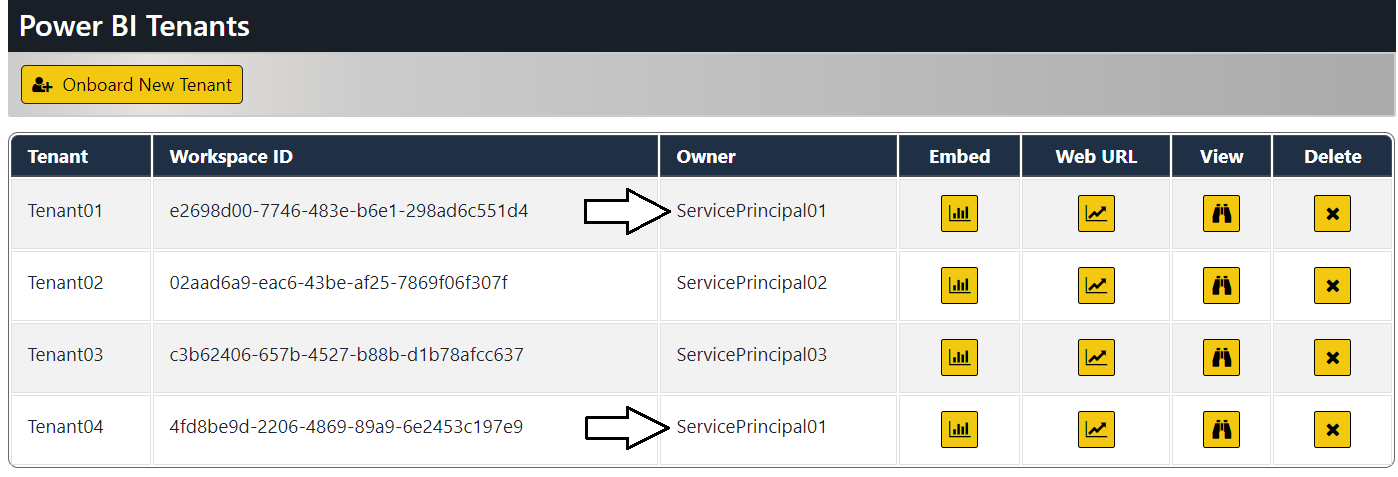 Power BI Tenants
Onboard New Tenant
Tenant Workspace ID Owner Embed Web URL View Delete
Tenant01 e2698d00-7746-483e-b6e1-298ad6c551d4 ServicePrincipal01
Tenant02 02aad6a9-eac6-43be-af25-7869f06f307f ServicePrincipal02
Tenant03 c3b62406-657b-4527-b88b-d1b78afcc637 ServicePrincipal03
Tenant04 4fd8be9d-2206-4869-89a9-6e2453c197e9 ServicePrincipal01